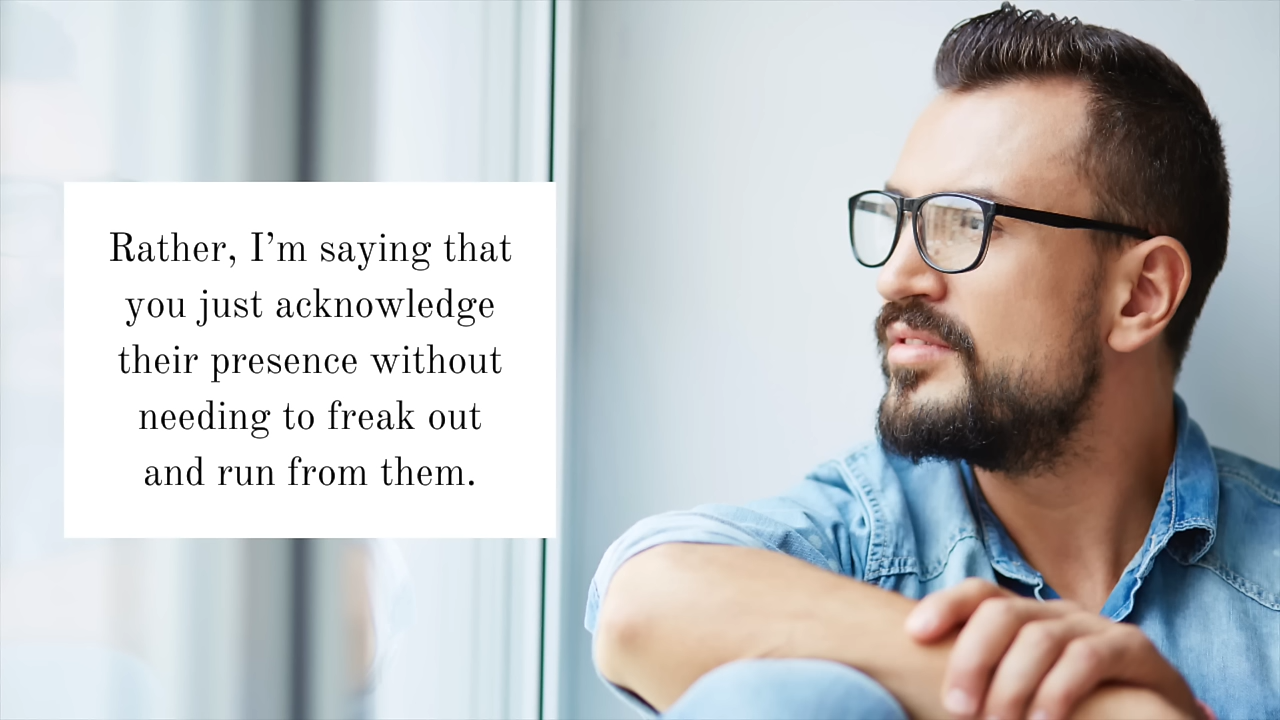 Rather, I’m saying that
you just acknowledge
their presence without
needing to freak out
and run from them.